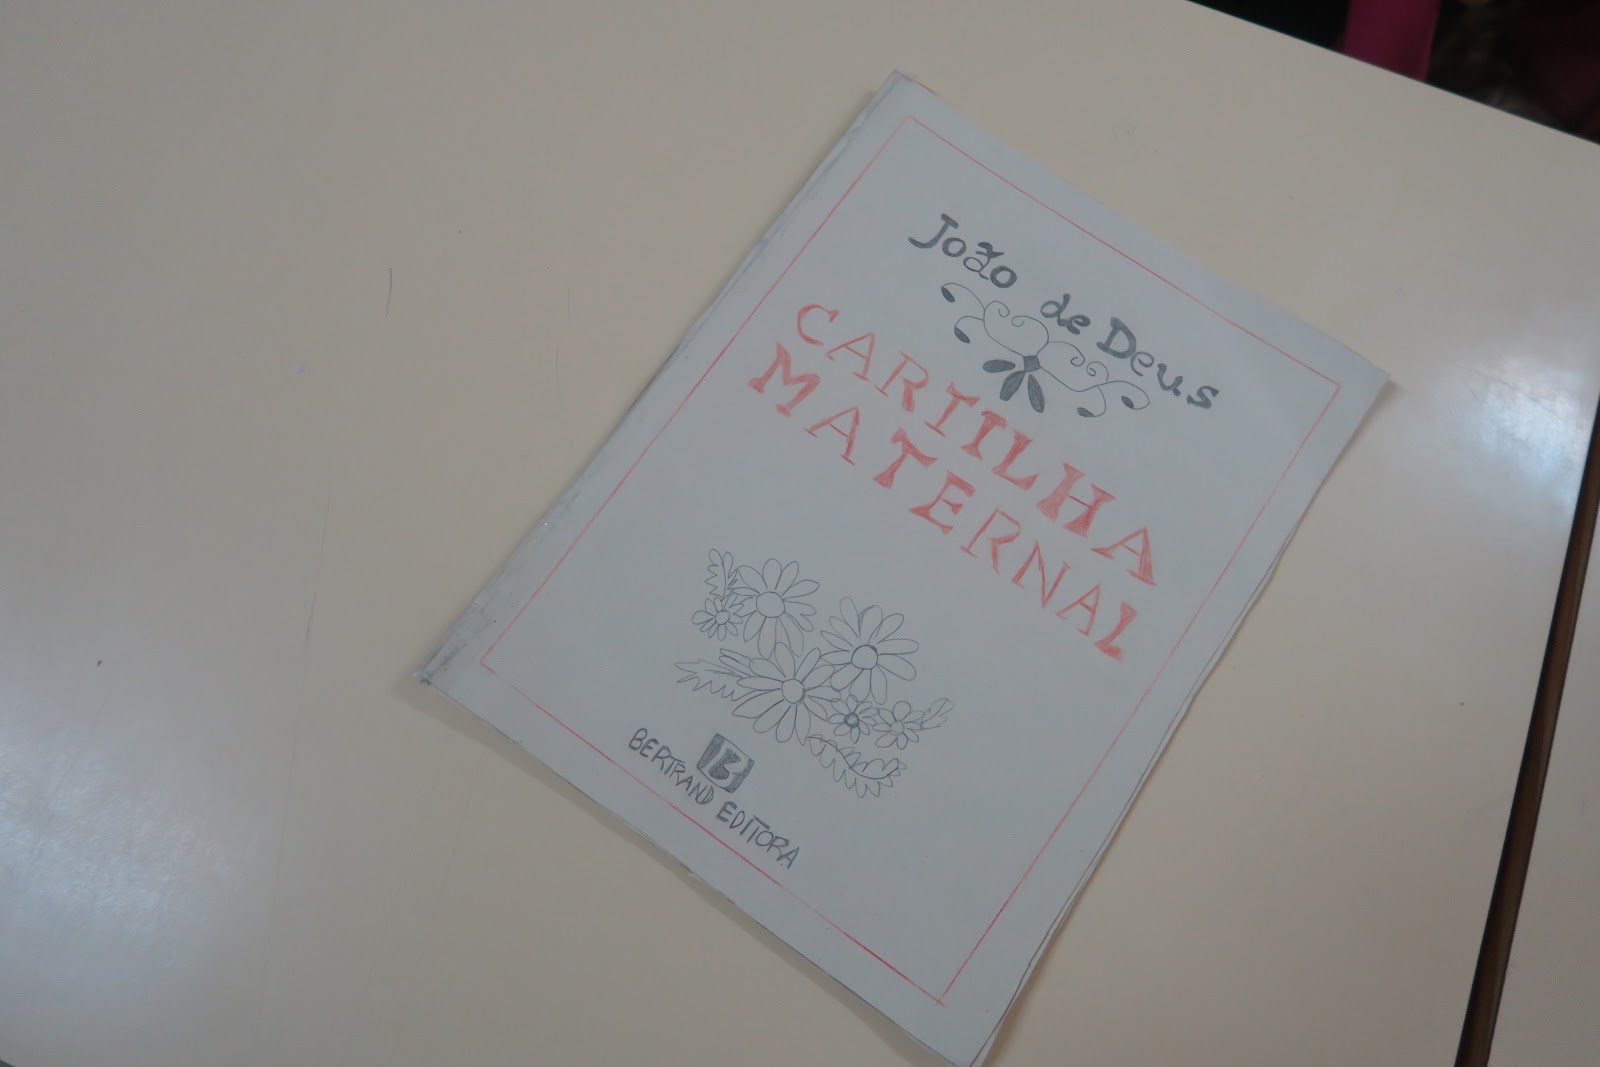 João de Deus
CARTILHA
MATERNAL
B
BERTRAND EDITORA